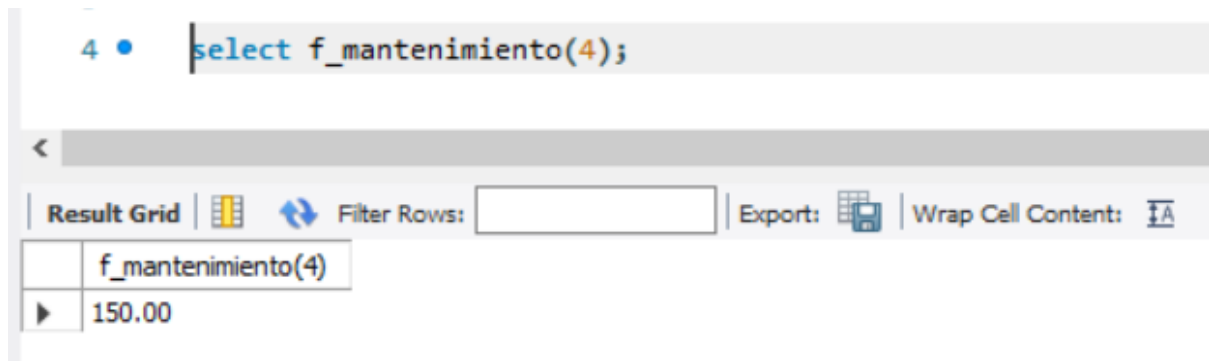 4 select f_mantenimiento(4);
Result Grid Filter Rows: Export: Wrap Cell Content:
f_mantenimiento(4)
150.00